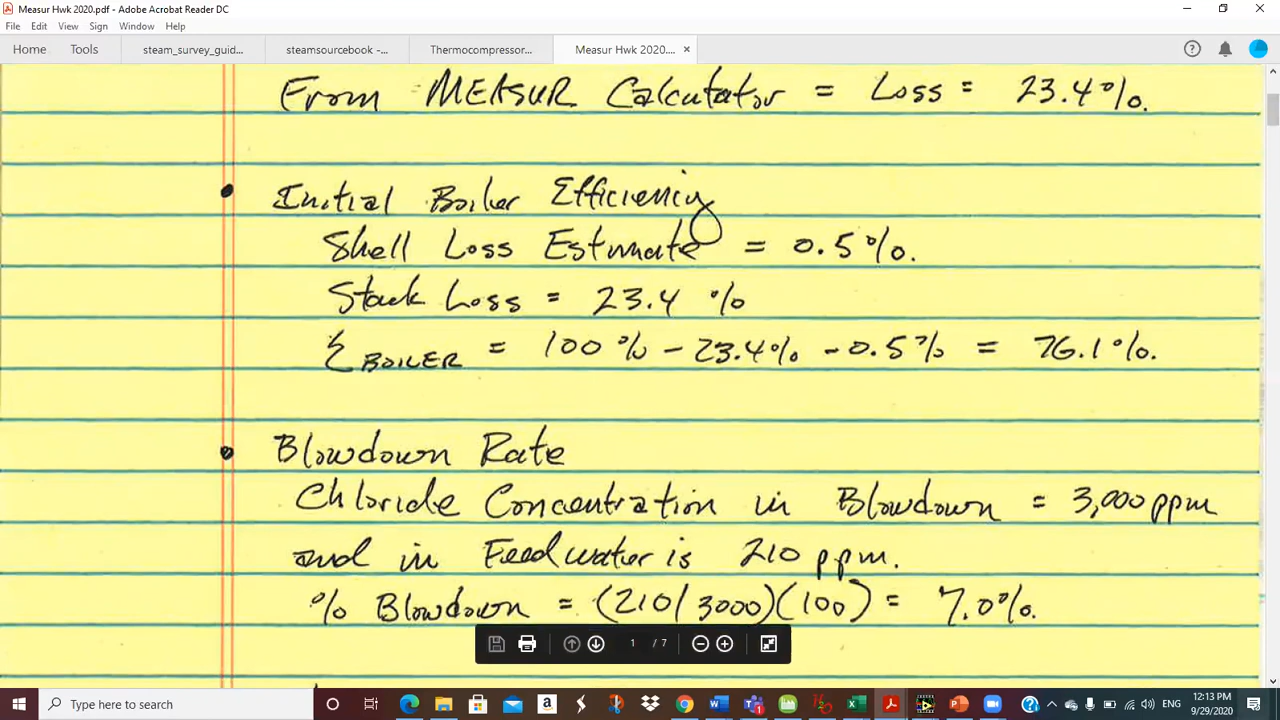 Measur Hwk 2020.pdf - Adobe Acrobat Reader DC
File Edit View Sign Window Help
Home Tools steam_survey_guid... steamsourcebook -... Thermocompressor... Measur Hwk 2020.... ×
From MEASUR Calcutator = Loss = 23.4%.
• Initial Boiler Efficiency
Shell Loss Estimate = 0.5%.
Stack Loss = 23.4 %
ξ BOILER = 100% - 23.4% - 0.5% = 76.1%.
• Blowdown Rate
Chloride Concentration in Blowdown = 3,000 ppm
and in Feedwater is 210 ppm.
% Blowdown = (210/3000)(100) = 7.0%.
1 / 7
Type here to search
12:13 PM
9/29/2020